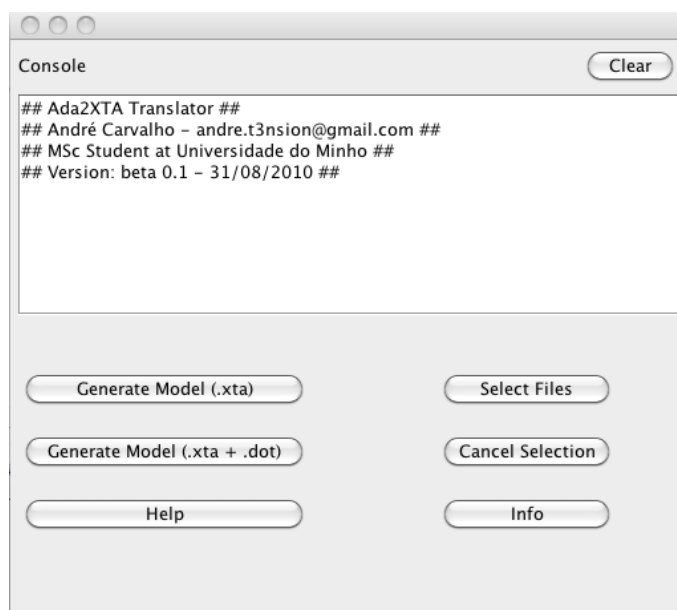 Console
Clear
## Ada2XTA Translator ##
## André Carvalho – andre.t3nsion@gmail.com ##
## MSc Student at Universidade do Minho ##
## Version: beta 0.1 – 31/08/2010 ##
Generate Model (.xta)
Select Files
Generate Model (.xta + .dot)
Cancel Selection
Help
Info